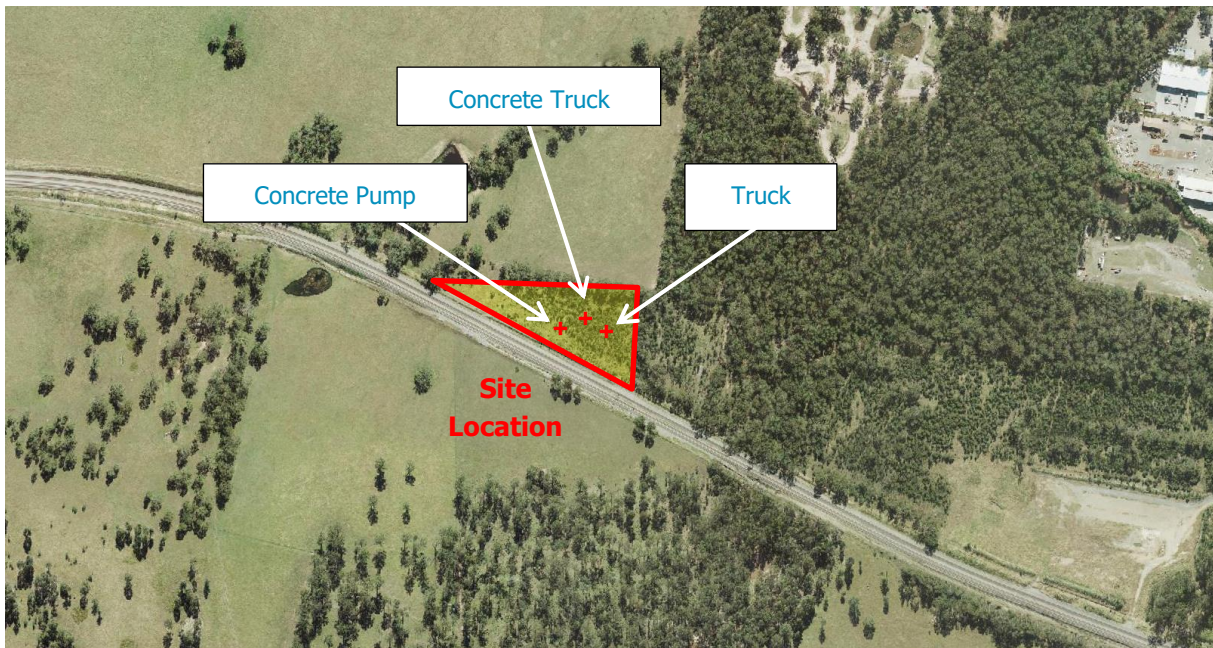 Concrete Truck
Concrete Pump
Truck
Site
Location